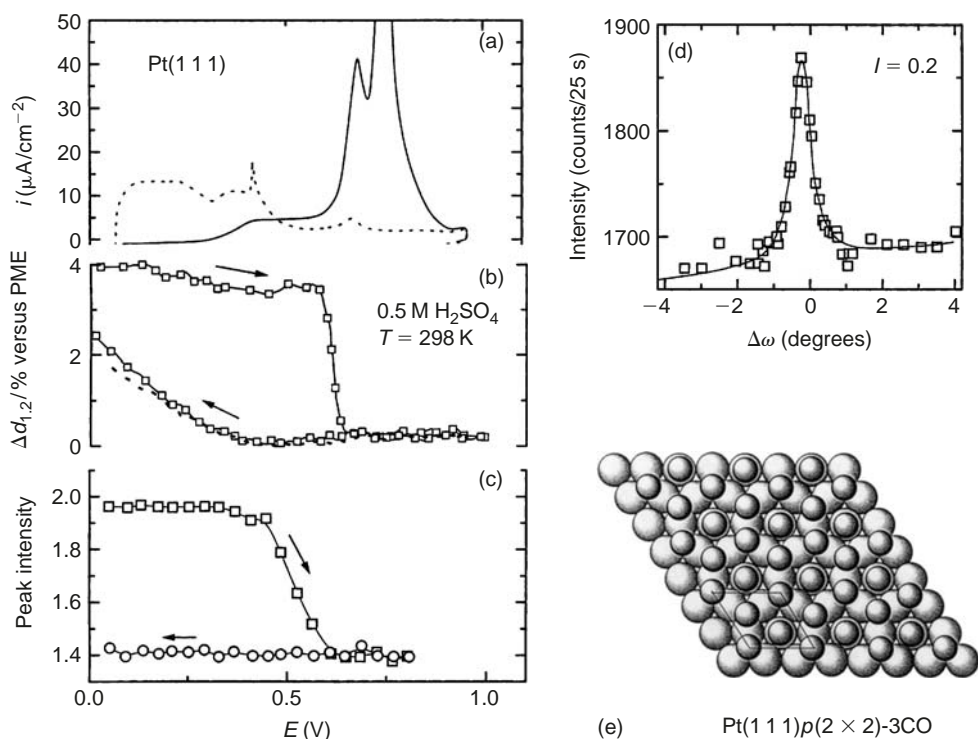 (a)
Pt(1 1 1)
i (μA/cm⁻²)
50
40
30
20
10
0
(b)
0.5 M H₂SO₄
T = 298 K
Δd₁.₂/% versus PME
4
2
0
(c)
Peak intensity
2.0
1.8
1.6
1.4
0.0
0.5
1.0
E (V)
(d)
l = 0.2
Intensity (counts/25 s)
1900
1800
1700
−4
−2
0
2
4
Δω (degrees)
(e) Pt(1 1 1)p(2 × 2)-3CO